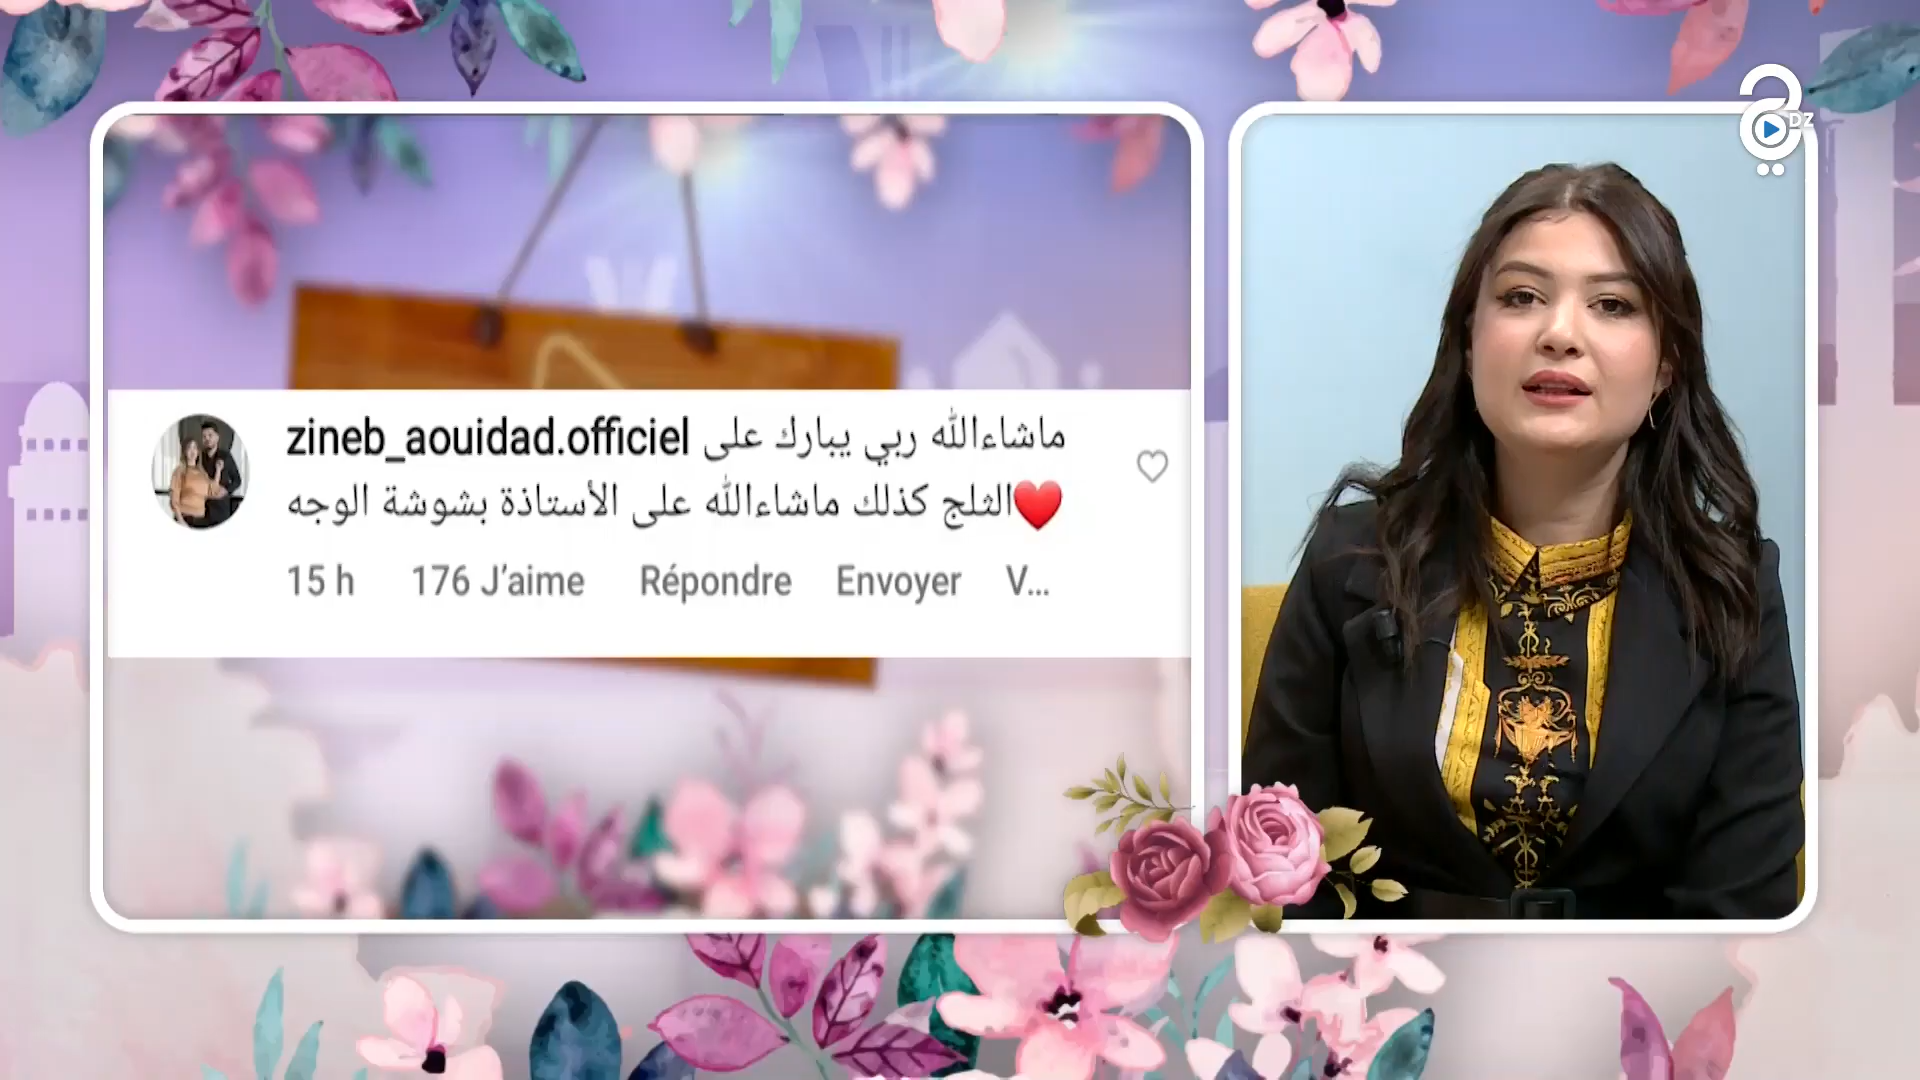 DZ
zineb_aouidad.officiel ماشاءالله ربي يبارك على
الثلج كذلك ماشاءالله على الأستاذة بشوشة الوجه❤️
15 h 176 J’aime Répondre Envoyer V...